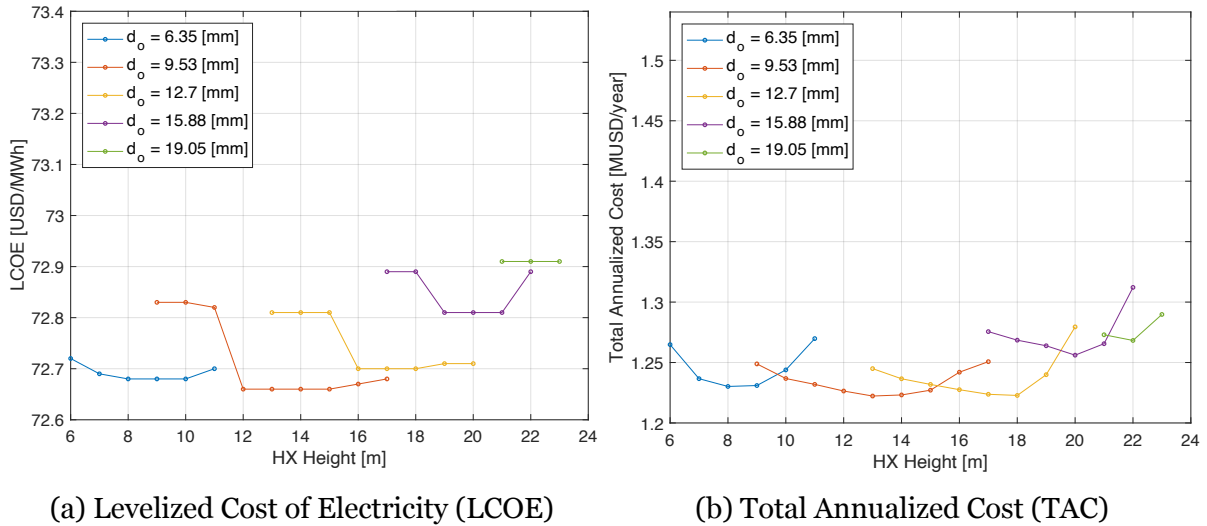 73.4
73.3
73.2
73.1
73
72.9
72.8
72.7
72.6
LCOE [USD/MWh]
d_o = 6.35 [mm]
d_o = 9.53 [mm]
d_o = 12.7 [mm]
d_o = 15.88 [mm]
d_o = 19.05 [mm]
6 8 10 12 14 16 18 20 22 24
HX Height [m]
(a) Levelized Cost of Electricity (LCOE)
1.5
1.45
1.4
1.35
1.3
1.25
1.2
Total Annualized Cost [MUSD/year]
d_o = 6.35 [mm]
d_o = 9.53 [mm]
d_o = 12.7 [mm]
d_o = 15.88 [mm]
d_o = 19.05 [mm]
6 8 10 12 14 16 18 20 22 24
HX Height [m]
(b) Total Annualized Cost (TAC)